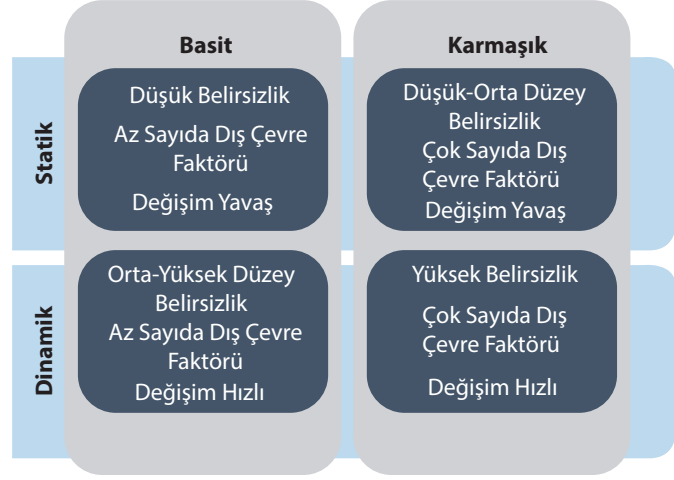 Basit
Karmaşık
Statik
Düşük Belirsizlik
Az Sayıda Dış Çevre
Faktörü
Değişim Yavaş
Düşük-Orta Düzey
Belirsizlik
Çok Sayıda Dış
Çevre Faktörü
Değişim Yavaş
Dinamik
Orta-Yüksek Düzey
Belirsizlik
Az Sayıda Dış Çevre
Faktörü
Değişim Hızlı
Yüksek Belirsizlik
Çok Sayıda Dış
Çevre Faktörü
Değişim Hızlı